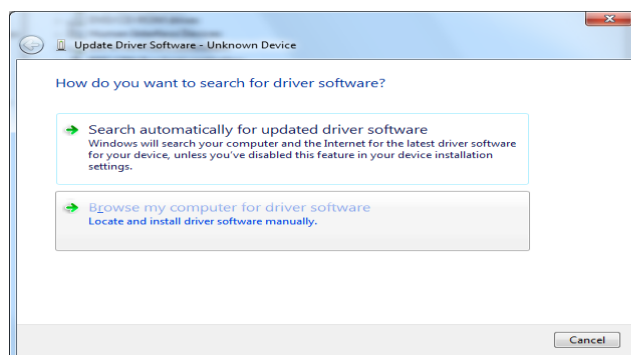 Update Driver Software - Unknown Device
How do you want to search for driver software?
Search automatically for updated driver software
Windows will search your computer and the Internet for the latest driver software
for your device, unless you've disabled this feature in your device installation
settings.
Browse my computer for driver software
Locate and install driver software manually.
Cancel